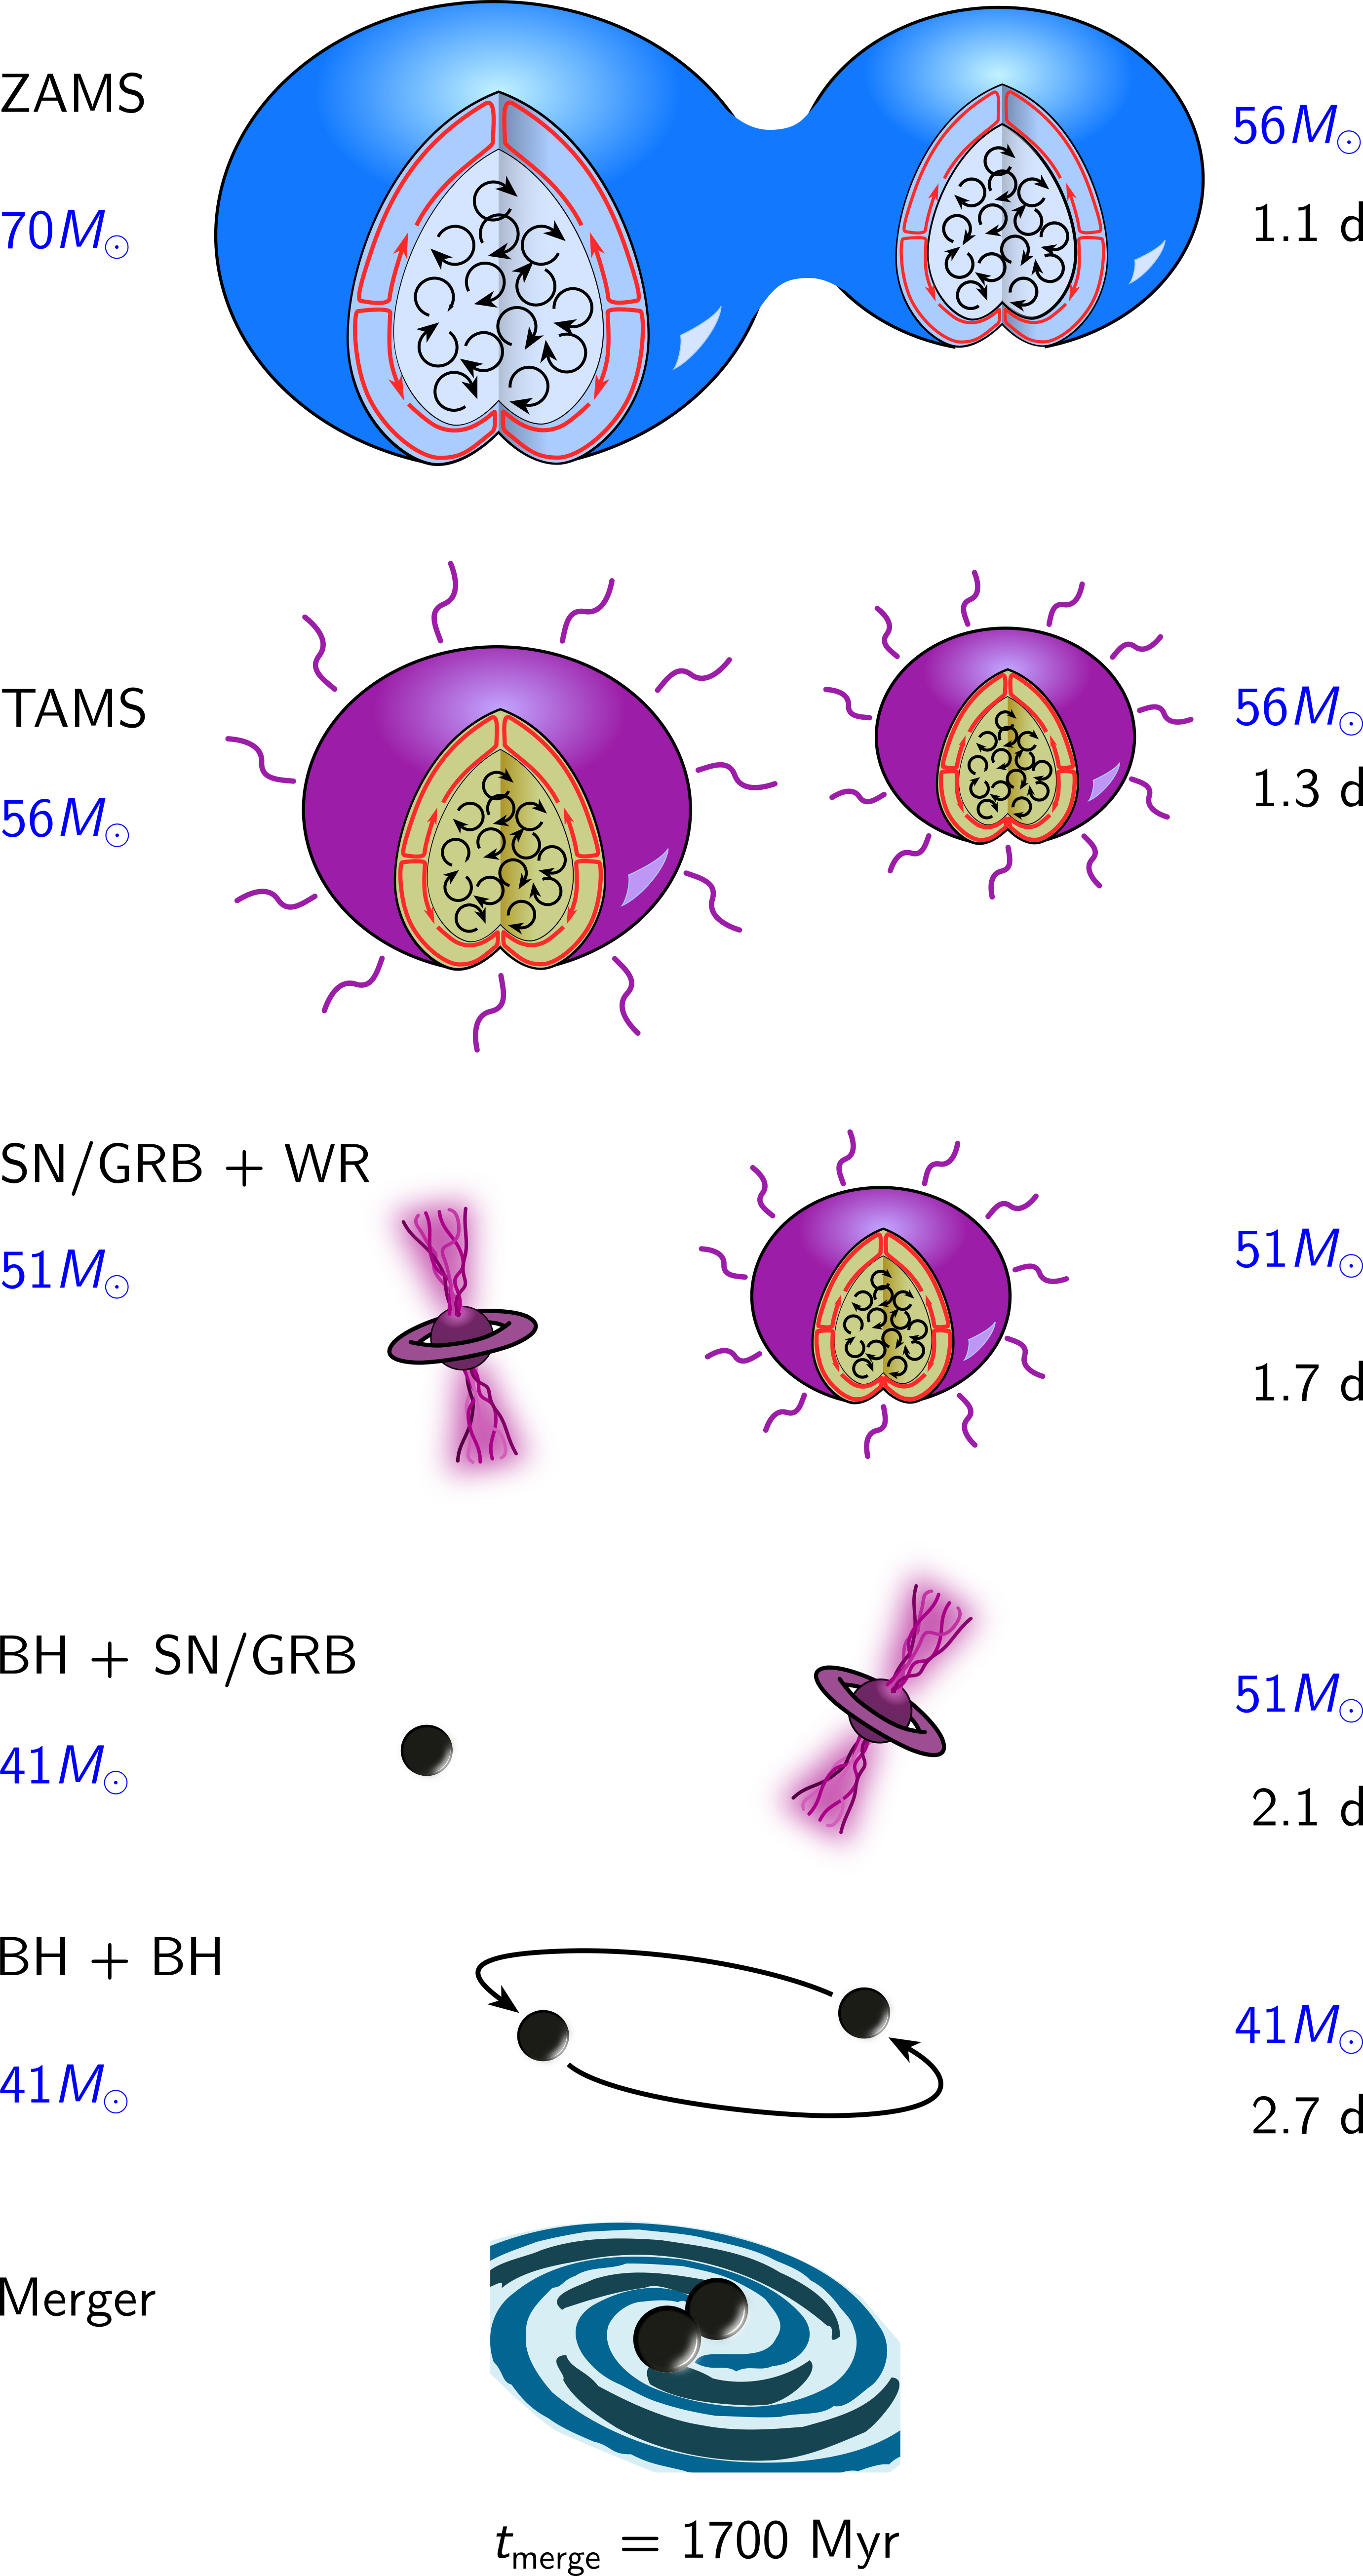 ZAMS
56M☉
70M☉
1.1 d
TAMS
56M☉
56M☉
1.3 d
SN/GRB + WR
51M☉
51M☉
1.7 d
BH + SN/GRB
51M☉
41M☉
2.1 d
BH + BH
41M☉
41M☉
2.7 d
Merger
tmerge = 1700 Myr